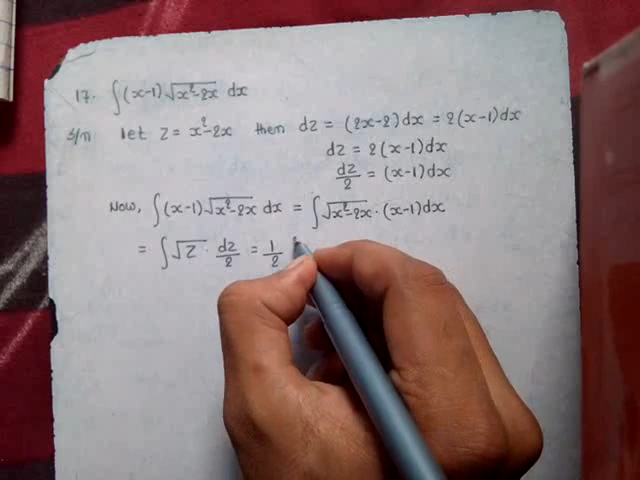 17. ∫(x-1)√(x²-2x) dx
S/n let z = x²-2x then dz = (2x-2)dx = 2(x-1)dx
dz = 2(x-1)dx
dz/2 = (x-1)dx
Now, ∫(x-1)√(x²-2x) dx = ∫√(x²-2x) · (x-1)dx
= ∫√z · dz/2 = 1/2